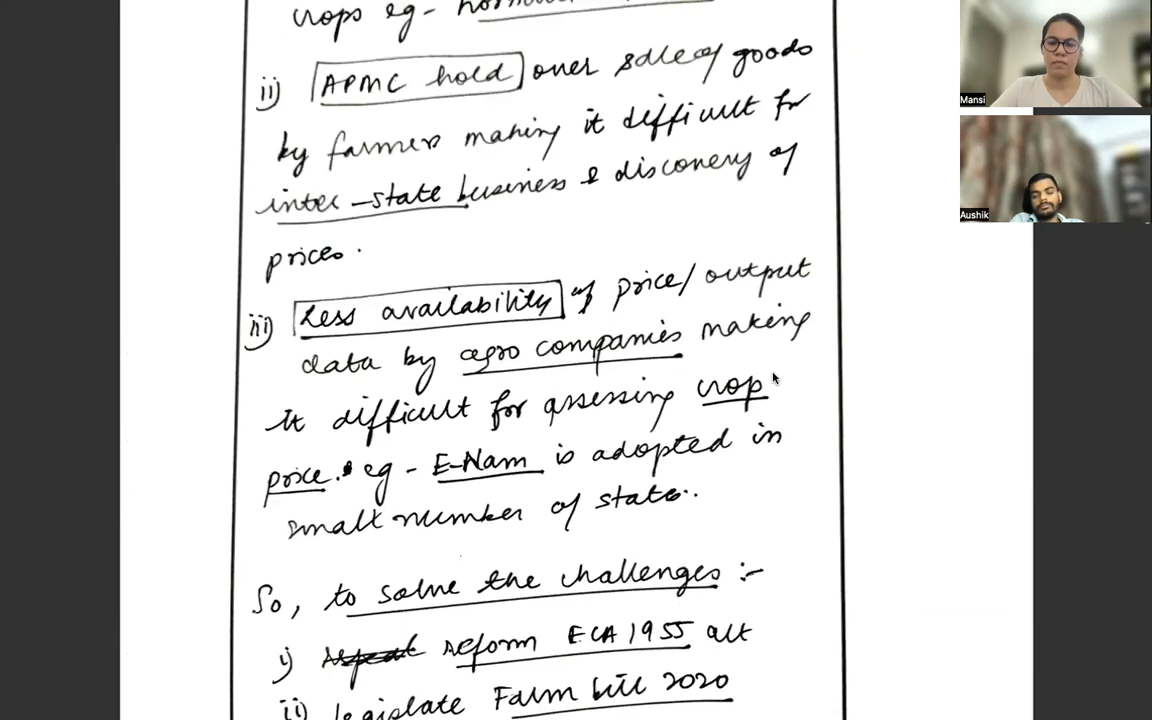 crops eg -
ii) APMC hold over sale of goods
by farmers making it difficult for
inter-state business & discovery of
prices.
iii) Less availability of price/output
data by agro companies making
it difficult for assessing crop
price. eg - E-Nam is adopted in
small number of state..
So, to solve the challenges :-
i) reform ECA 1955 act
ii) legislate Farm bill 2020
Mansi
Aushik